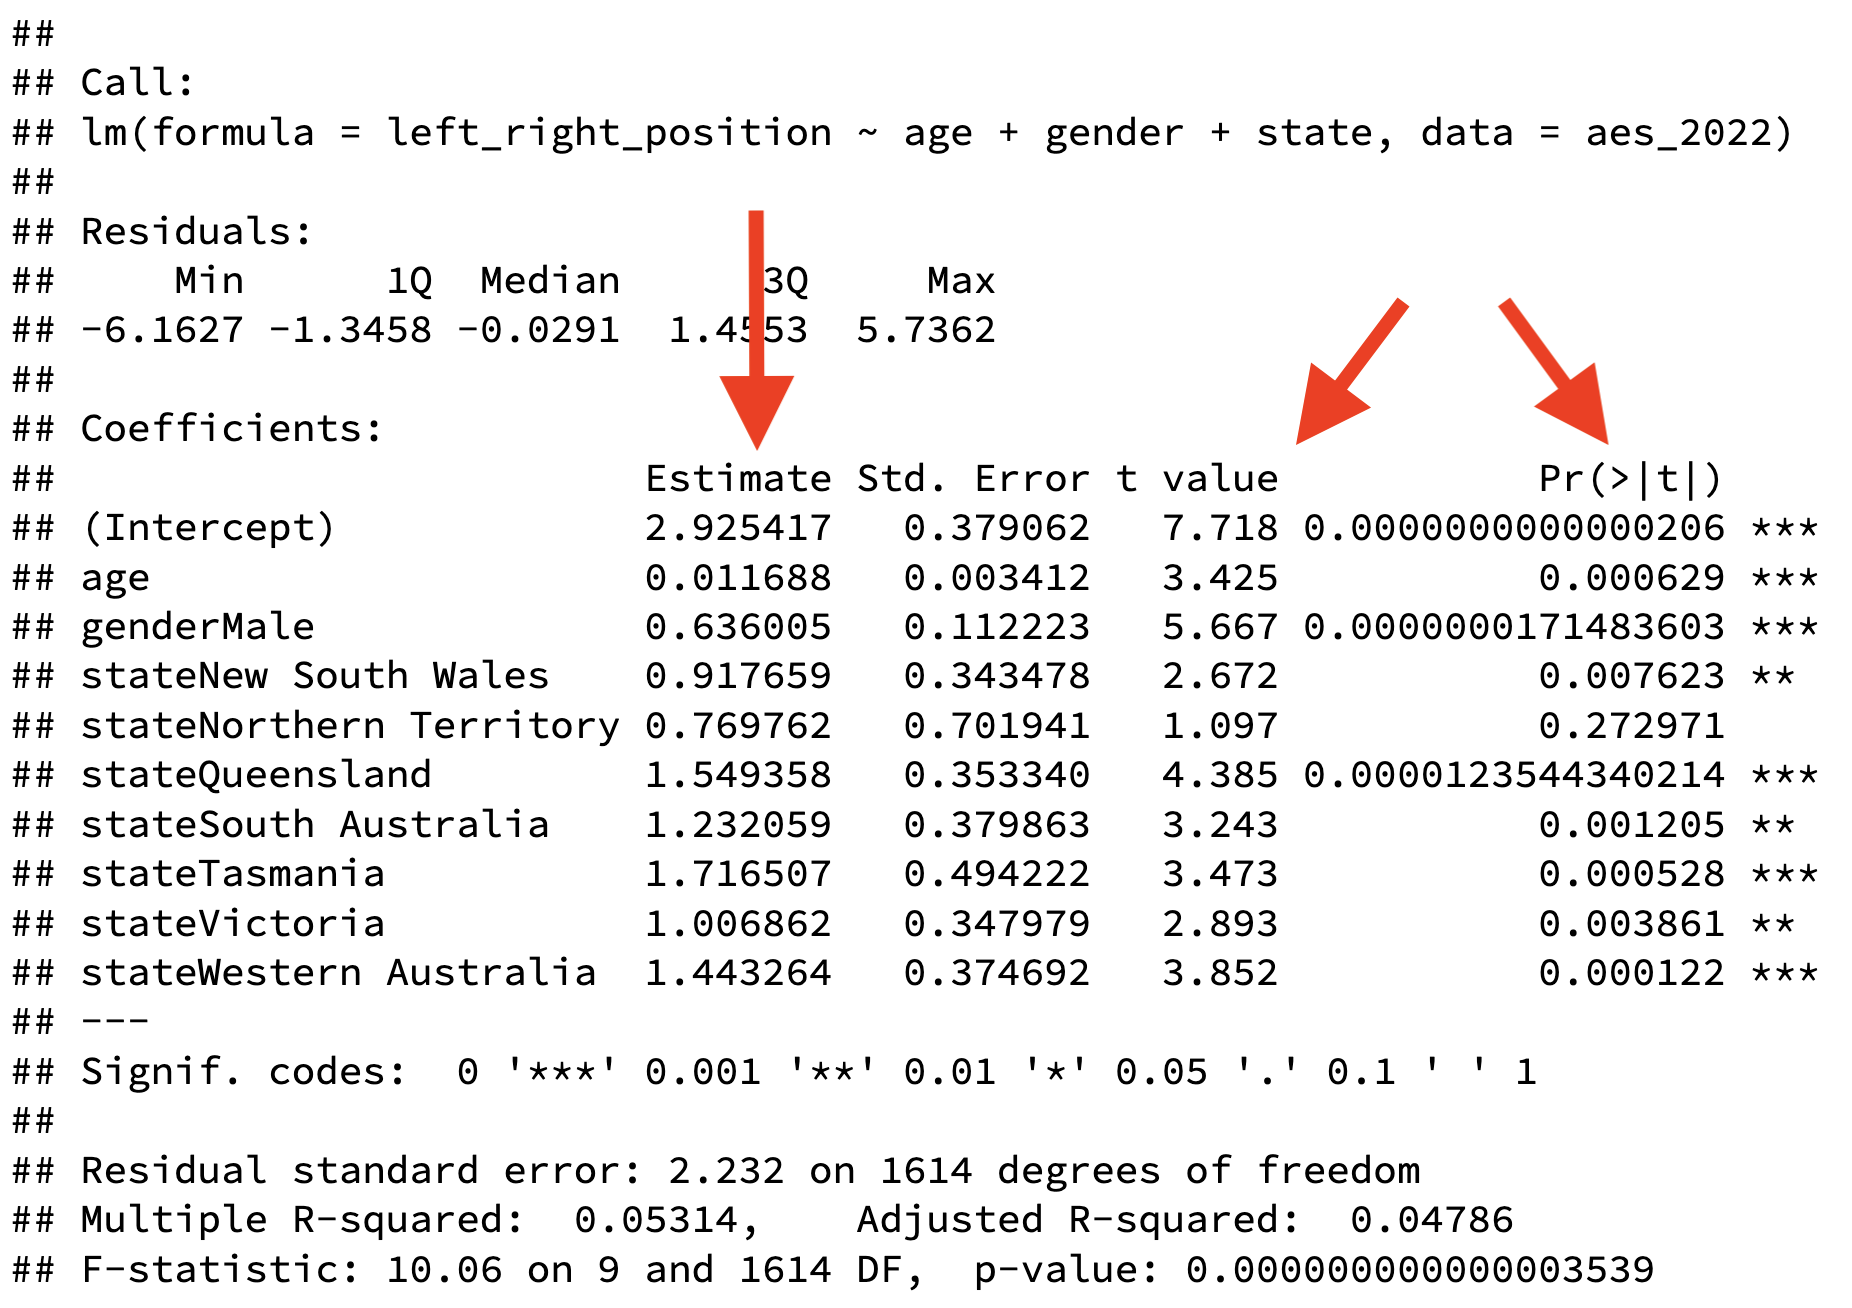 ##
## Call:
## lm(formula = left_right_position ~ age + gender + state, data = aes_2022)
##
## Residuals:
##     Min      1Q  Median      3Q     Max
## -6.1627 -1.3458 -0.0291  1.4553  5.7362
##
## Coefficients:
##                         Estimate Std. Error t value           Pr(>|t|)
## (Intercept)             2.925417   0.379062   7.718 0.0000000000000206 ***
## age                     0.011688   0.003412   3.425           0.000629 ***
## genderMale              0.636005   0.112223   5.667 0.0000000171483603 ***
## stateNew South Wales    0.917659   0.343478   2.672           0.007623 **
## stateNorthern Territory 0.769762   0.701941   1.097           0.272971
## stateQueensland         1.549358   0.353340   4.385 0.0000123544340214 ***
## stateSouth Australia    1.232059   0.379863   3.243           0.001205 **
## stateTasmania           1.716507   0.494222   3.473           0.000528 ***
## stateVictoria           1.006862   0.347979   2.893           0.003861 **
## stateWestern Australia  1.443264   0.374692   3.852           0.000122 ***
## ---
## Signif. codes:  0 '***' 0.001 '**' 0.01 '*' 0.05 '.' 0.1 ' ' 1
##
## Residual standard error: 2.232 on 1614 degrees of freedom
## Multiple R-squared:  0.05314,    Adjusted R-squared:  0.04786
## F-statistic: 10.06 on 9 and 1614 DF,  p-value: 0.000000000000003539